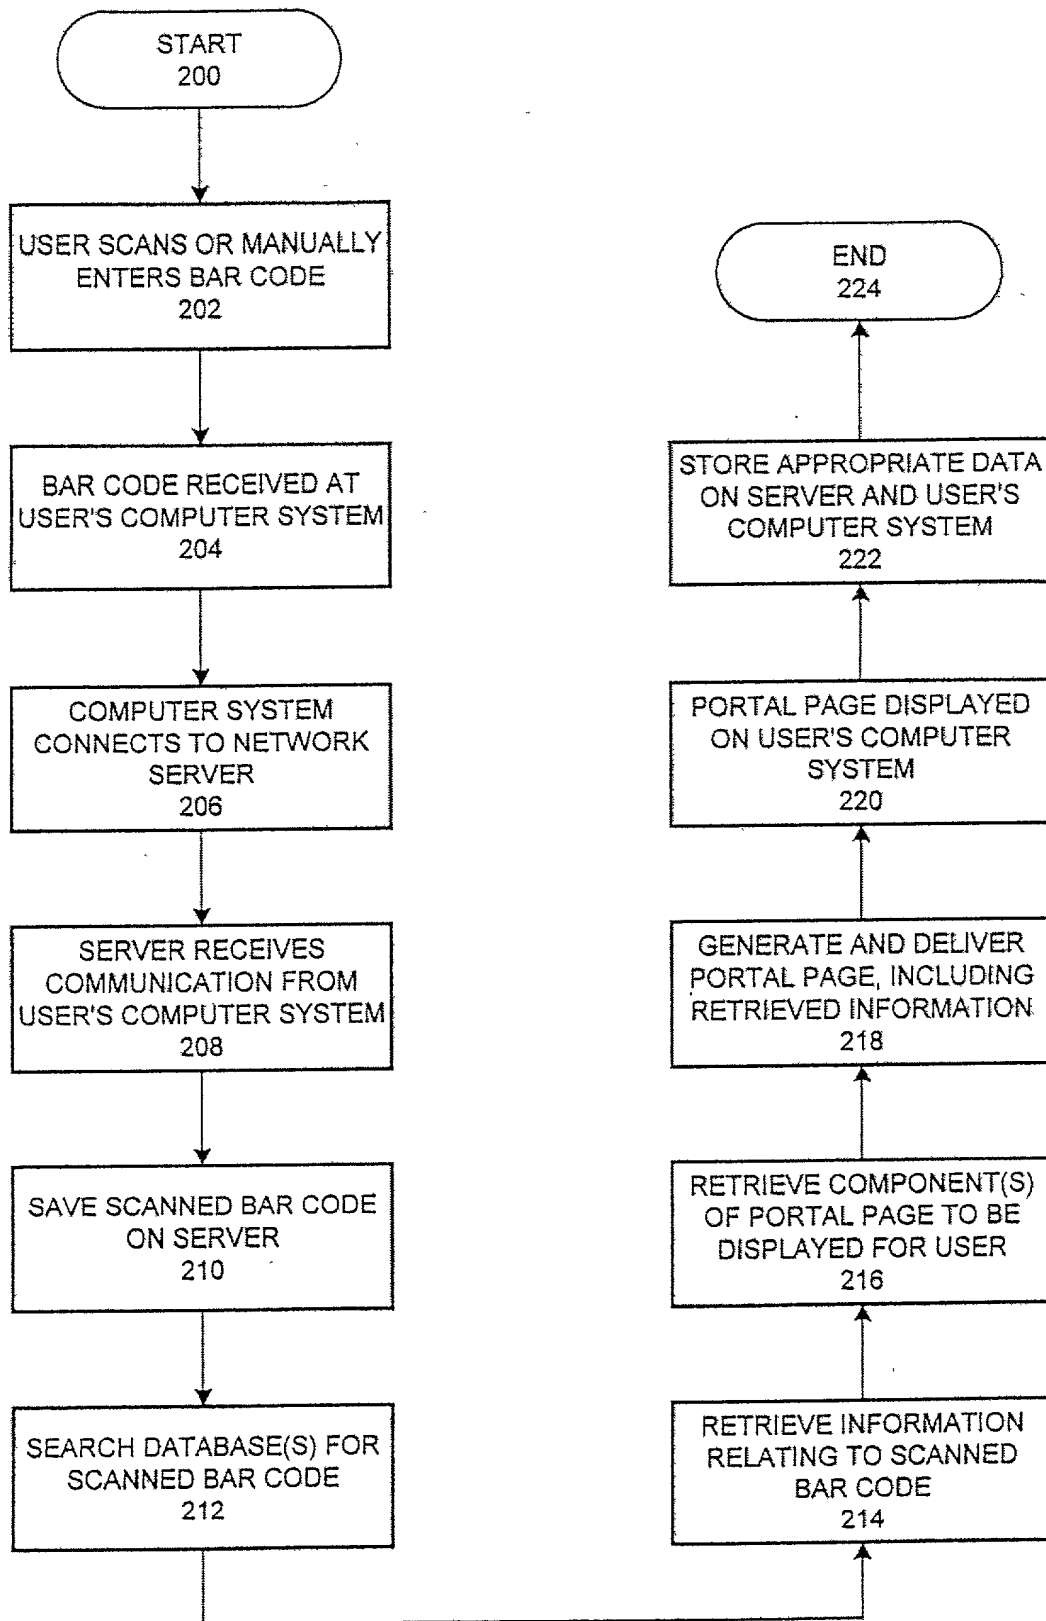 START
200
USER SCANS OR MANUALLY
ENTERS BAR CODE
202
BAR CODE RECEIVED AT
USER'S COMPUTER SYSTEM
204
COMPUTER SYSTEM
CONNECTS TO NETWORK
SERVER
206
SERVER RECEIVES
COMMUNICATION FROM
USER'S COMPUTER SYSTEM
208
SAVE SCANNED BAR CODE
ON SERVER
210
SEARCH DATABASE(S) FOR
SCANNED BAR CODE
212
RETRIEVE INFORMATION
RELATING TO SCANNED
BAR CODE
214
RETRIEVE COMPONENT(S)
OF PORTAL PAGE TO BE
DISPLAYED FOR USER
216
GENERATE AND DELIVER
PORTAL PAGE, INCLUDING
RETRIEVED INFORMATION
218
PORTAL PAGE DISPLAYED
ON USER'S COMPUTER
SYSTEM
220
STORE APPROPRIATE DATA
ON SERVER AND USER'S
COMPUTER SYSTEM
222
END
224